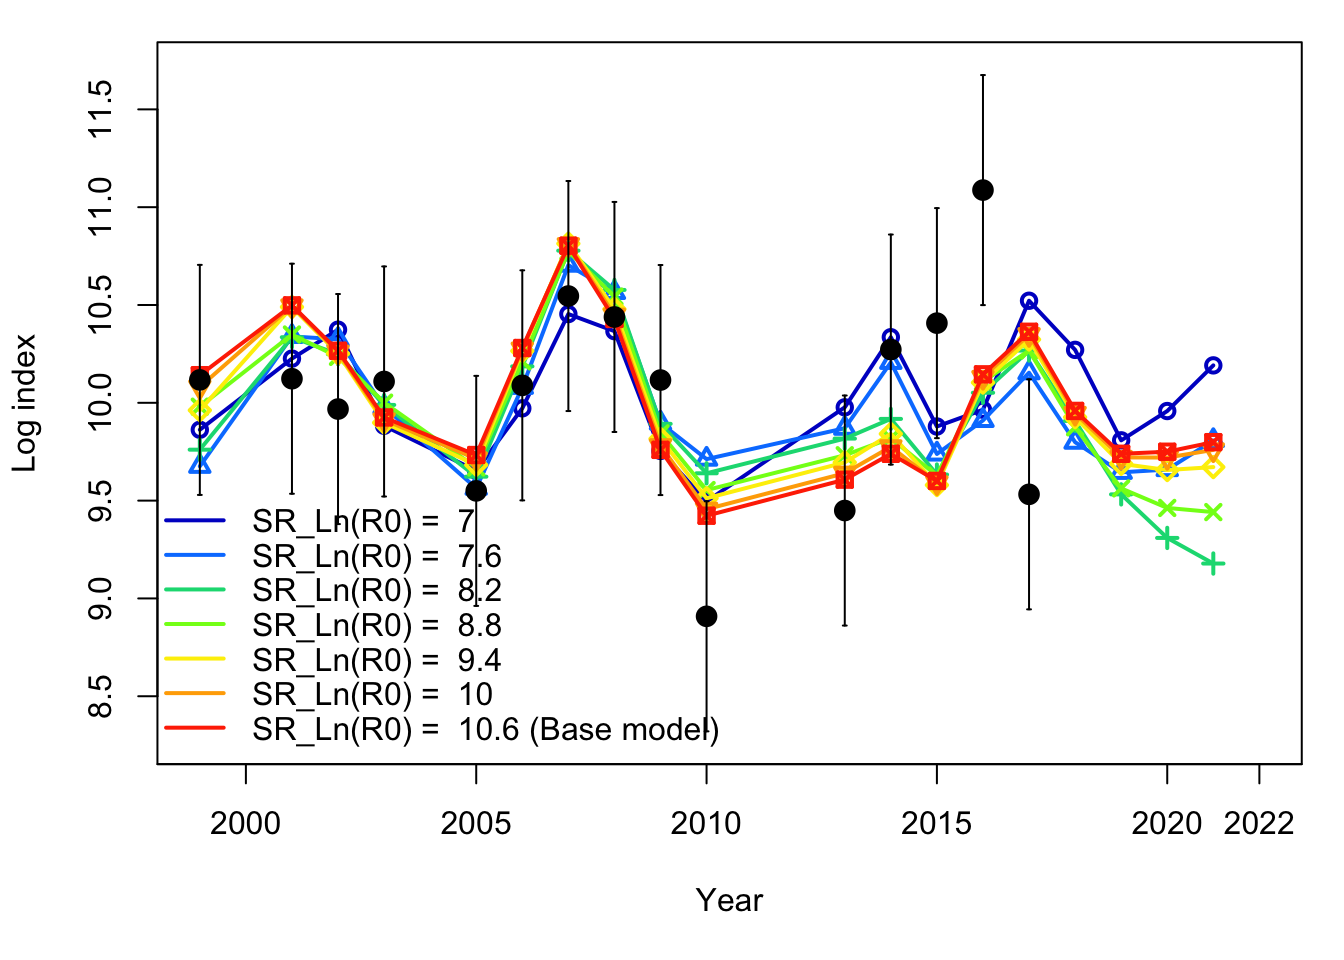 11.5
11.0
10.5
10.0
9.5
9.0
8.5
Log index
SR_Ln(R0) = 7
SR_Ln(R0) = 7.6
SR_Ln(R0) = 8.2
SR_Ln(R0) = 8.8
SR_Ln(R0) = 9.4
SR_Ln(R0) = 10
SR_Ln(R0) = 10.6 (Base model)
2000 2005 2010 2015 2020 2022
Year